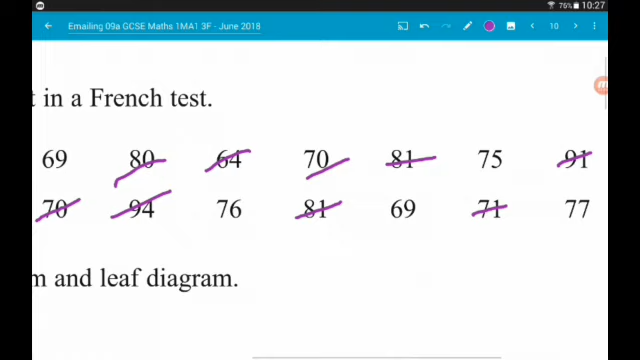 76% 10:27
Emailing 09a GCSE Maths 1MA1 3F - June 2018 10
t in a French test.
69 80 64 70 81 75 91
70 94 76 81 69 71 77
m and leaf diagram.